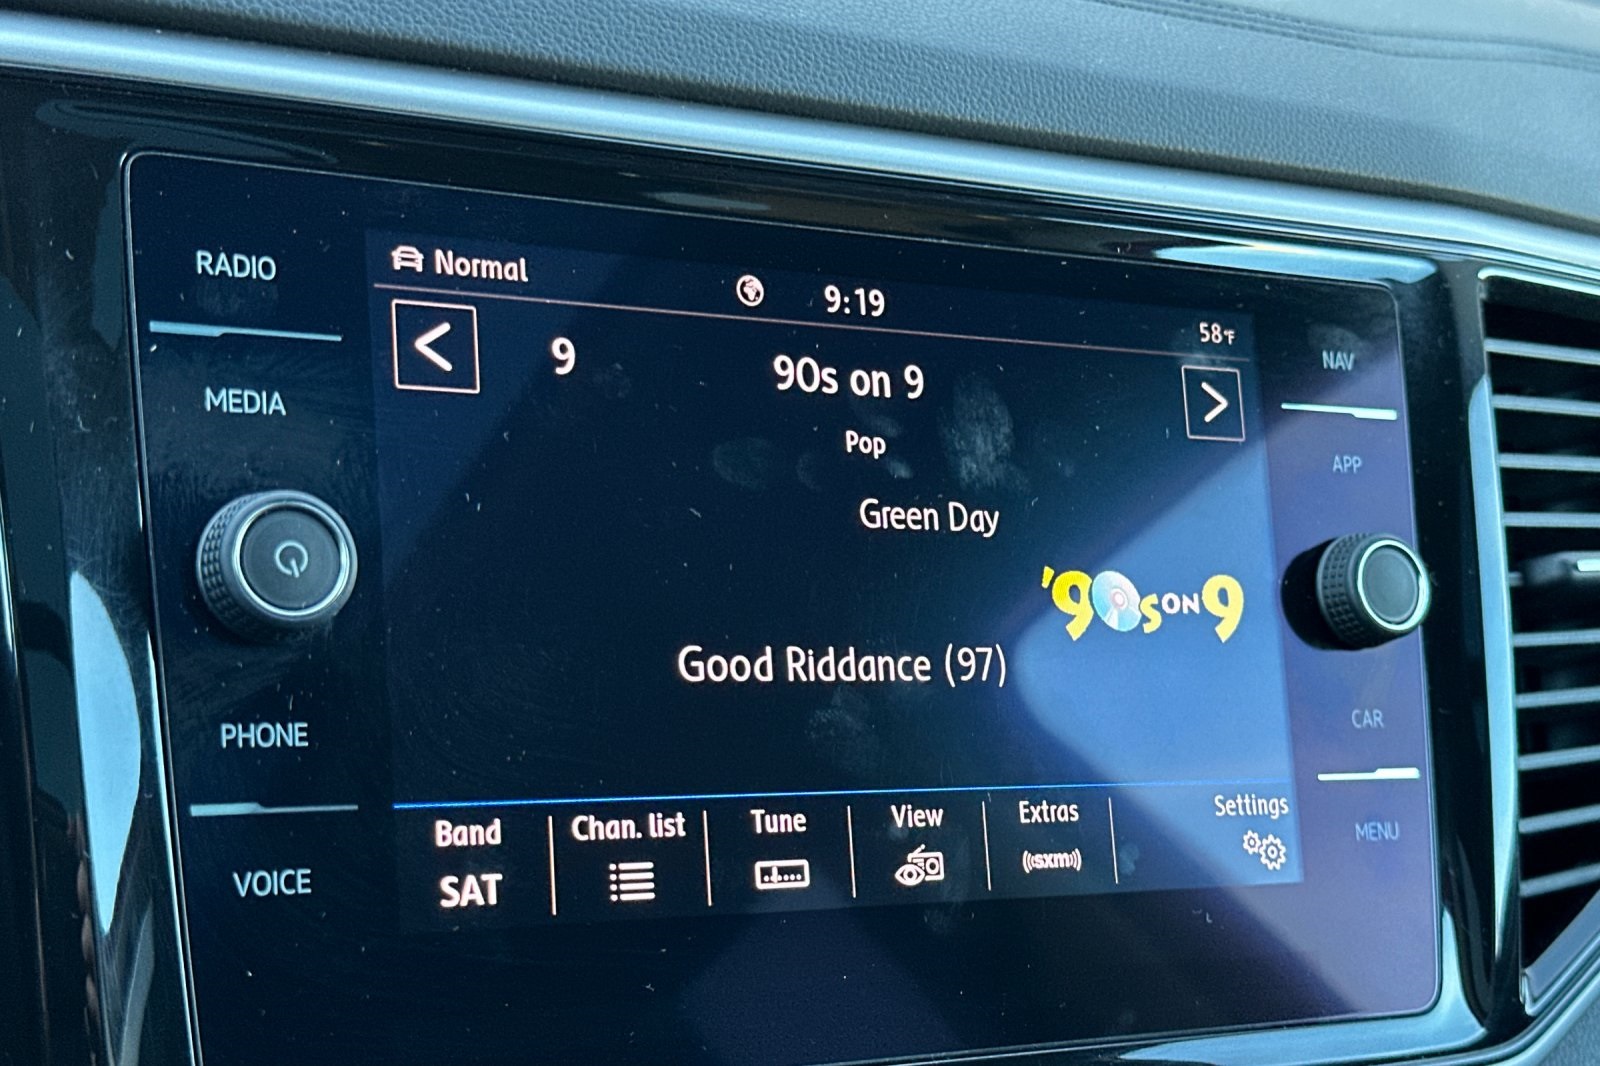 RADIO
MEDIA
PHONE
VOICE
Normal
9:19
58°F
9
90s on 9
Pop
Green Day
'90s ON 9
Good Riddance (97)
Band
SAT
Chan. list
Tune
View
Extras
((sxm))
Settings
NAV
APP
CAR
MENU